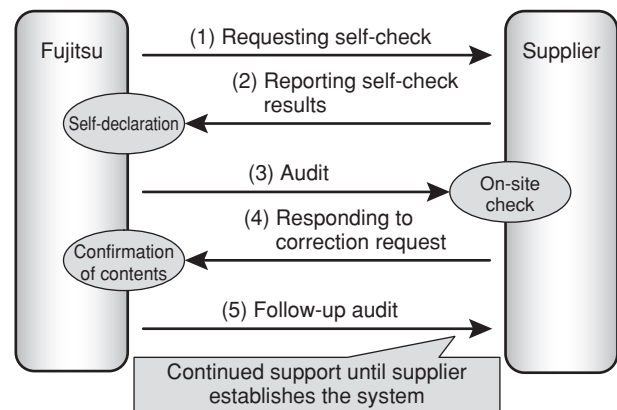 Fujitsu
Supplier
(1) Requesting self-check
(2) Reporting self-check
results
Self-declaration
(3) Audit
On-site
check
(4) Responding to
correction request
Confirmation
of contents
(5) Follow-up audit
Continued support until supplier
establishes the system